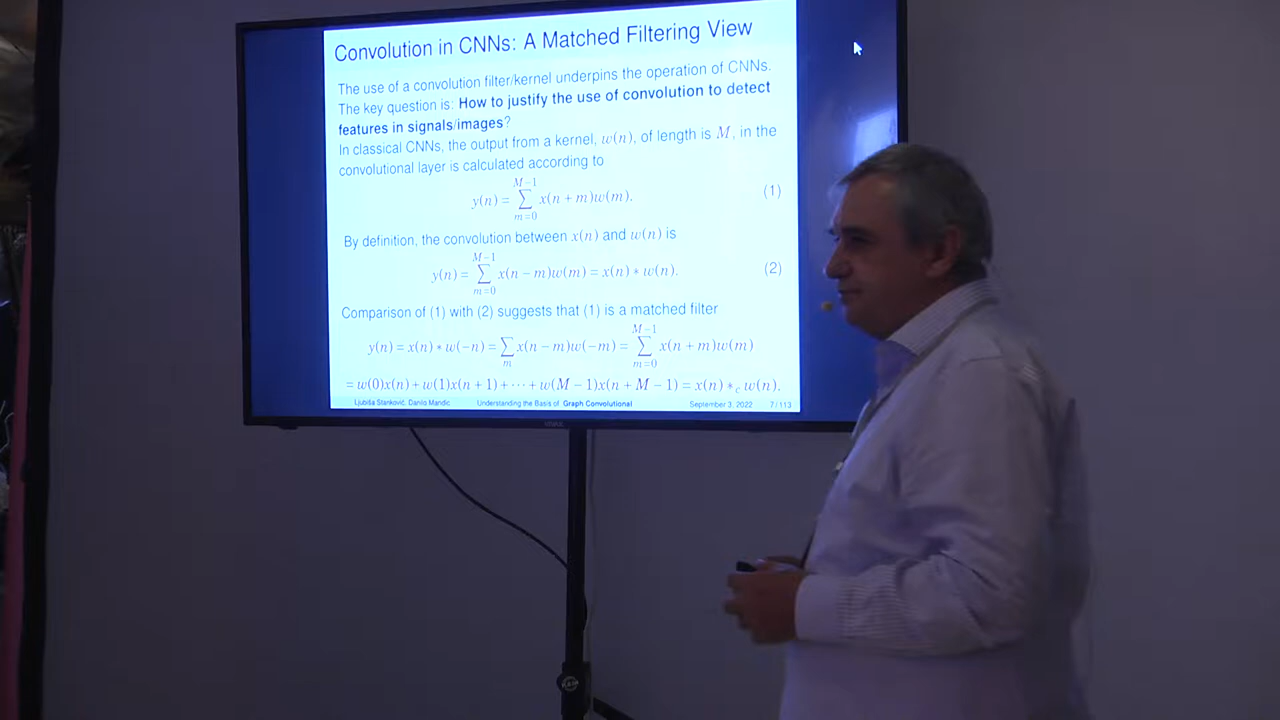 Convolution in CNNs: A Matched Filtering View
The use of a convolution filter/kernel underpins the operation of CNNs.
The key question is: How to justify the use of convolution to detect
features in signals/images?
In classical CNNs, the output from a kernel, w(n), of length is M, in the
convolutional layer is calculated according to
y(n) = ∑_{m=0}^{M−1} x(n + m)w(m). (1)
By definition, the convolution between x(n) and w(n) is
y(n) = ∑_{m=0}^{M−1} x(n − m)w(m) = x(n) ∗ w(n). (2)
Comparison of (1) with (2) suggests that (1) is a matched filter
y(n) = x(n) ∗ w(−n) = ∑_{m} x(n − m)w(−m) = ∑_{m=0}^{M−1} x(n + m)w(m)
= w(0)x(n) + w(1)x(n + 1) + ··· + w(M − 1)x(n + M − 1) = x(n) ∗_c w(n).
Ljubiša Stanković, Danilo Mandic Understanding the Basis of Graph Convolutional September 3, 2022 7/113